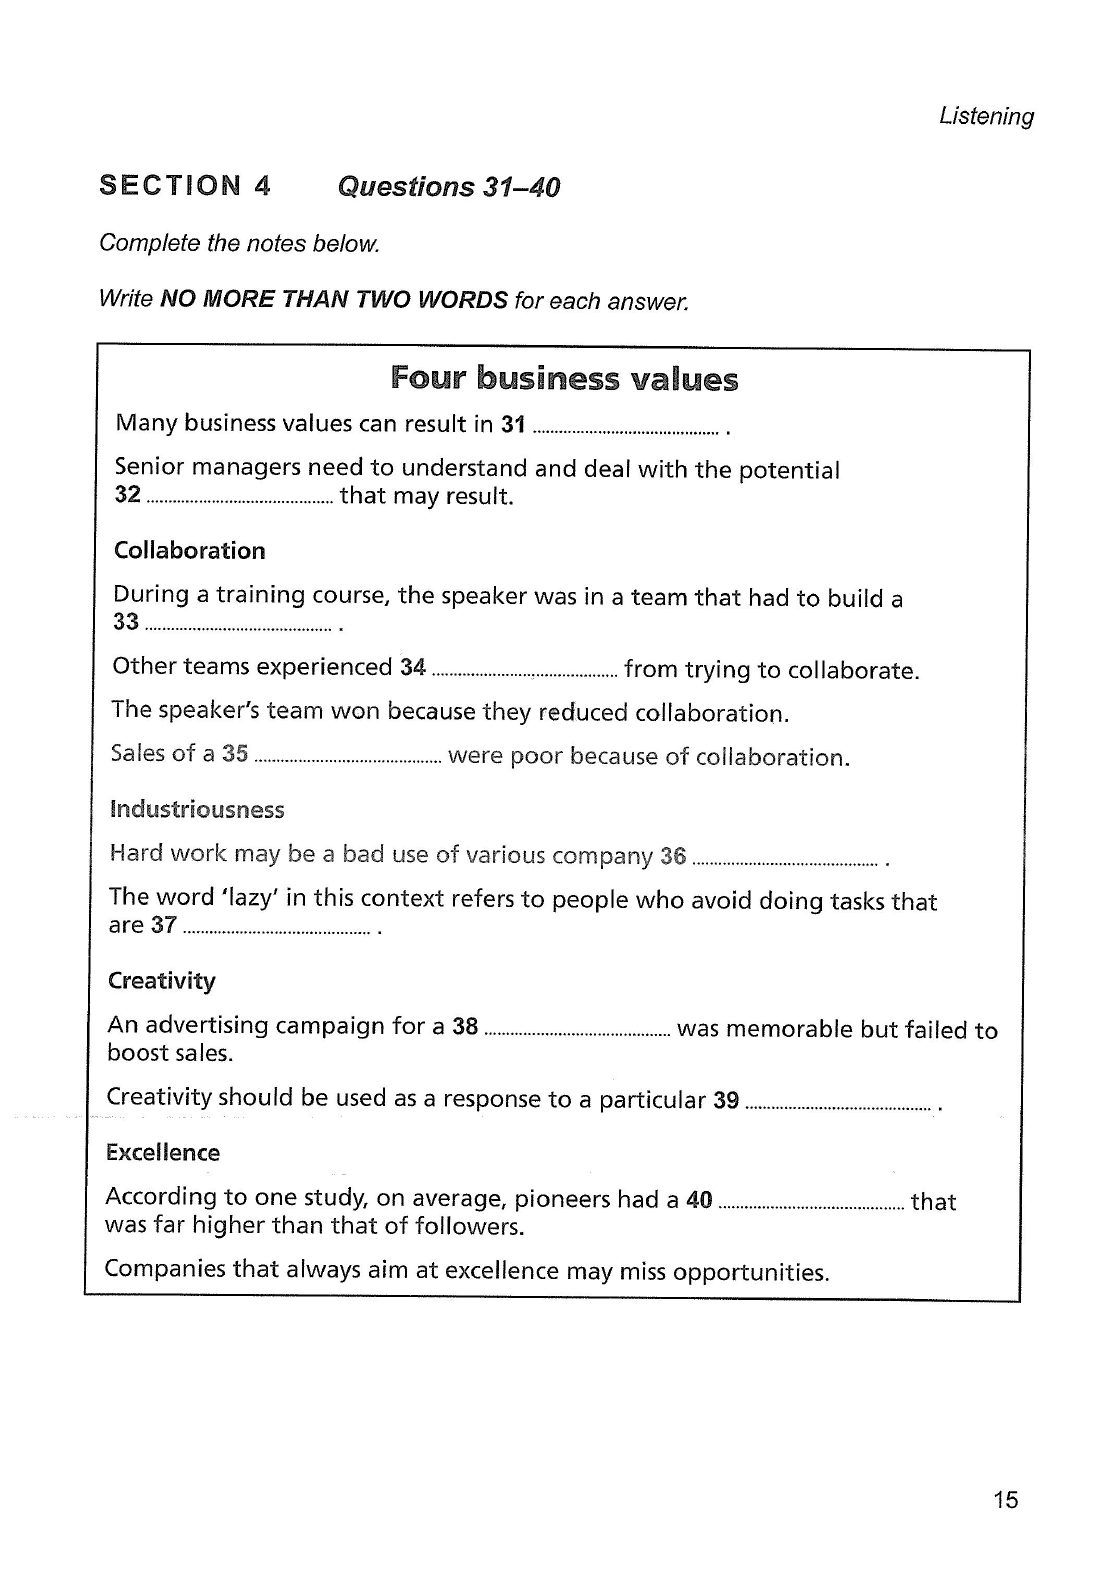 Listening
SECTION 4 Questions 31–40
Complete the notes below.
Write NO MORE THAN TWO WORDS for each answer.
Four business values
Many business values can result in 31 .......................................... .
Senior managers need to understand and deal with the potential
32 .......................................... that may result.
Collaboration
During a training course, the speaker was in a team that had to build a
33 .......................................... .
Other teams experienced 34 .......................................... from trying to collaborate.
The speaker's team won because they reduced collaboration.
Sales of a 35 .......................................... were poor because of collaboration.
Industriousness
Hard work may be a bad use of various company 36 .......................................... .
The word 'lazy' in this context refers to people who avoid doing tasks that
are 37 .......................................... .
Creativity
An advertising campaign for a 38 .......................................... was memorable but failed to
boost sales.
Creativity should be used as a response to a particular 39 .......................................... .
Excellence
According to one study, on average, pioneers had a 40 .......................................... that
was far higher than that of followers.
Companies that always aim at excellence may miss opportunities.
15